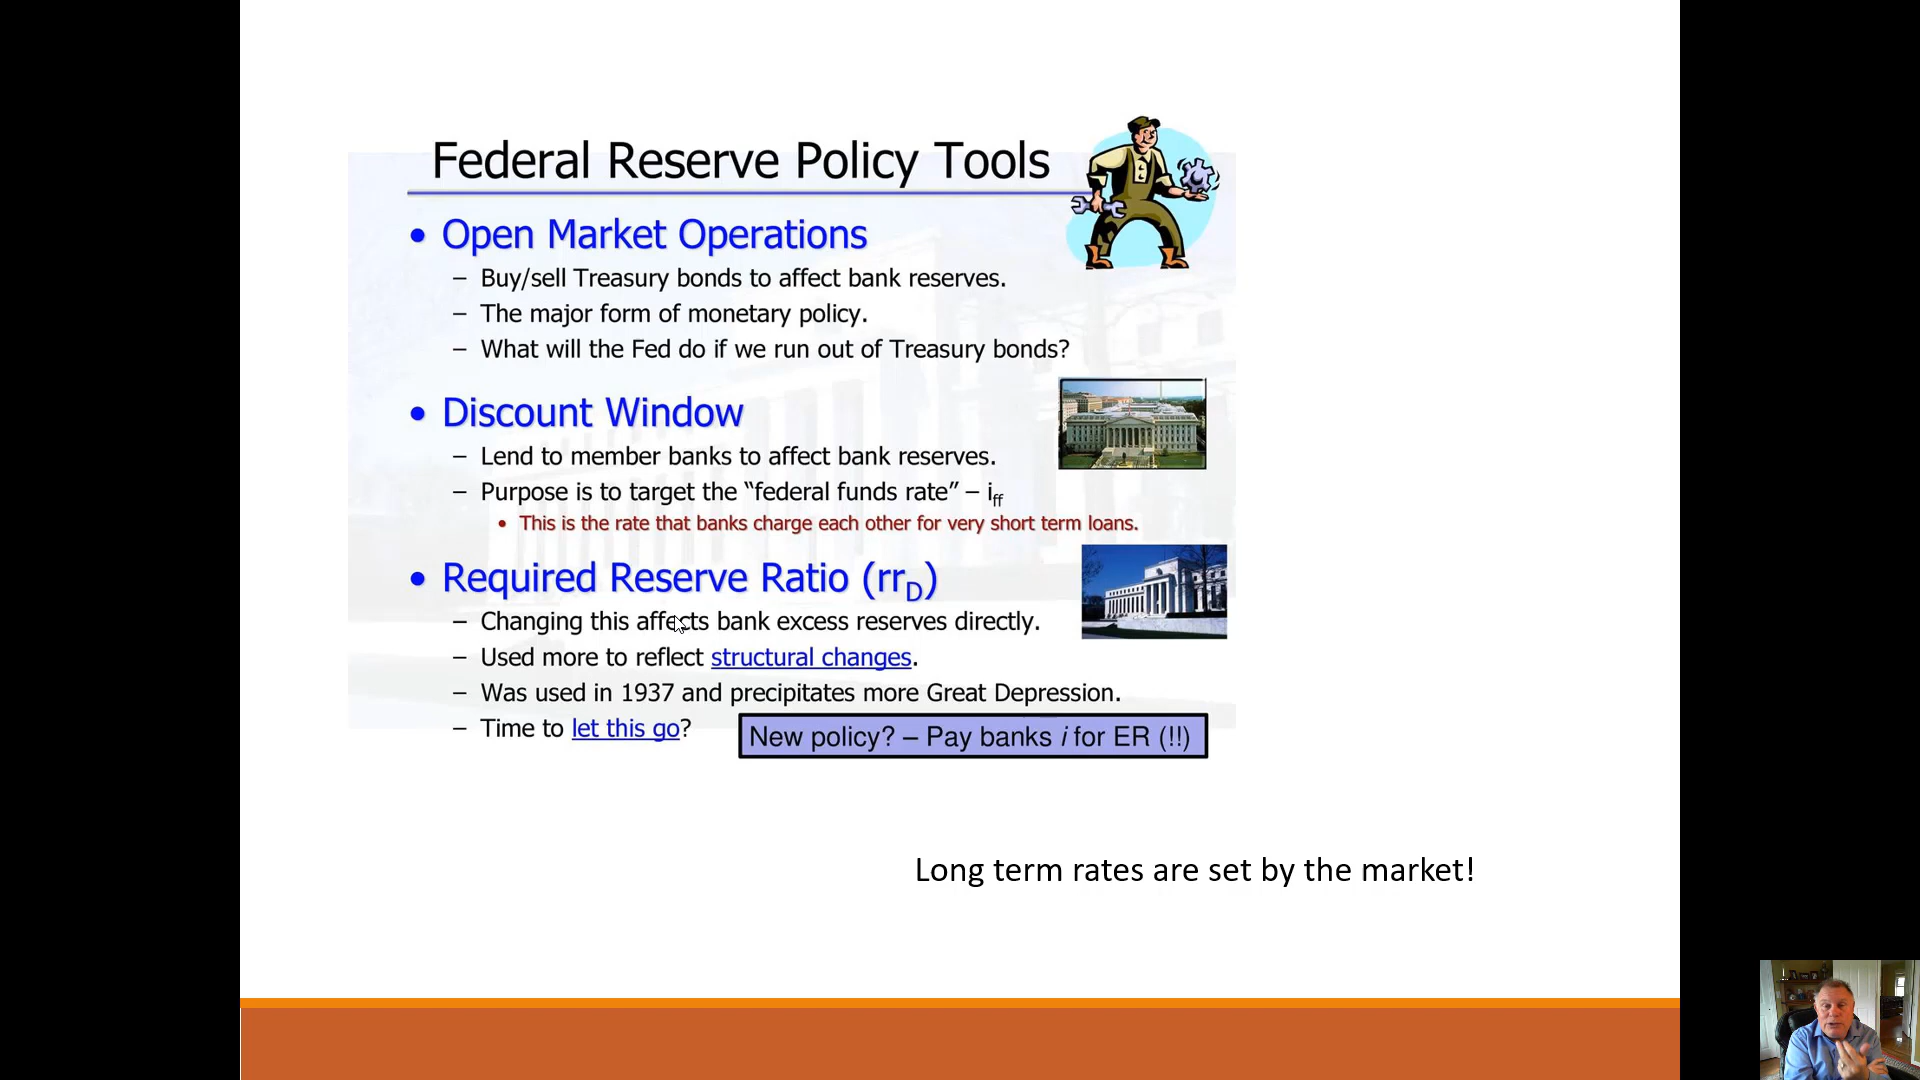 Federal Reserve Policy Tools
• Open Market Operations
– Buy/sell Treasury bonds to affect bank reserves.
– The major form of monetary policy.
– What will the Fed do if we run out of Treasury bonds?
• Discount Window
– Lend to member banks to affect bank reserves.
– Purpose is to target the “federal funds rate” – iff
• This is the rate that banks charge each other for very short term loans.
• Required Reserve Ratio (rrD)
– Changing this affects bank excess reserves directly.
– Used more to reflect structural changes.
– Was used in 1937 and precipitates more Great Depression.
– Time to let this go?
New policy? – Pay banks i for ER (!!)
Long term rates are set by the market!